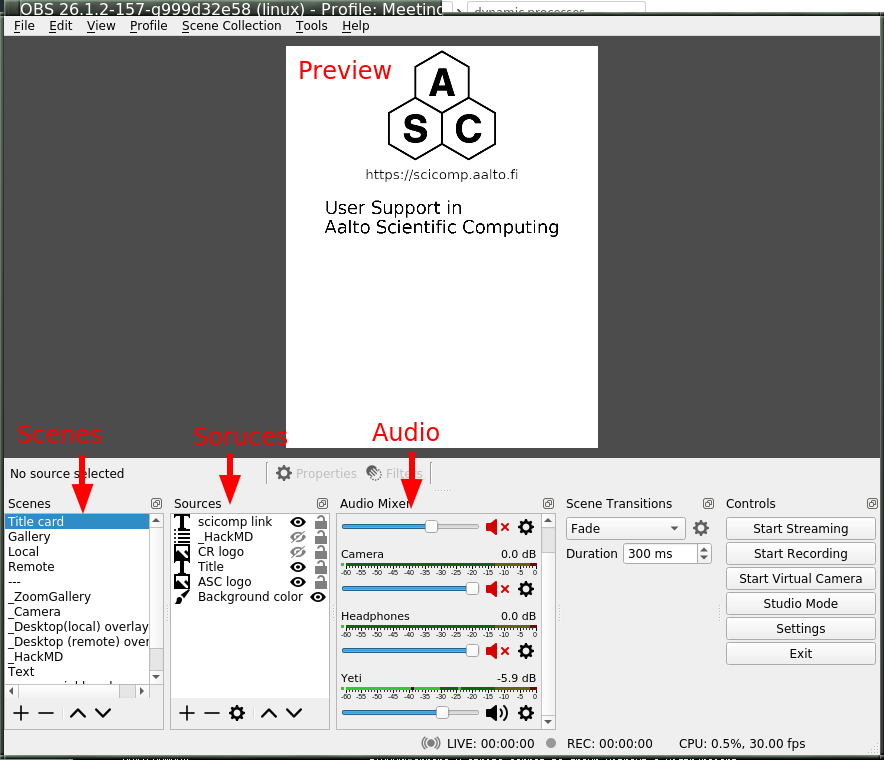 OBS 26.1.2-157-g999d32e58 (linux) - Profile: Meeting
dynamic processes
File Edit View Profile Scene Collection Tools Help
Preview
A
S C
https://scicomp.aalto.fi
User Support in
Aalto Scientific Computing
Scenes
Soruces
Audio
No source selected
Properties
Filters
Scenes
Title card
Gallery
Local
Remote
---
_ZoomGallery
_Camera
_Desktop(local) overlay
_Desktop (remote) over
_HackMD
Text
Sources
scicomp link
_HackMD
CR logo
Title
ASC logo
Background color
Audio Mixer
Camera 0.0 dB
-60 -55 -50 -45 -40 -35 -30 -25 -20 -15 -10 -5 0
Headphones 0.0 dB
-60 -55 -50 -45 -40 -35 -30 -25 -20 -15 -10 -5 0
Yeti -5.9 dB
-60 -55 -50 -45 -40 -35 -30 -25 -20 -15 -10 -5 0
Scene Transitions
Fade
Duration 300 ms
Controls
Start Streaming
Start Recording
Start Virtual Camera
Studio Mode
Settings
Exit
LIVE: 00:00:00 REC: 00:00:00 CPU: 0.5%, 30.00 fps